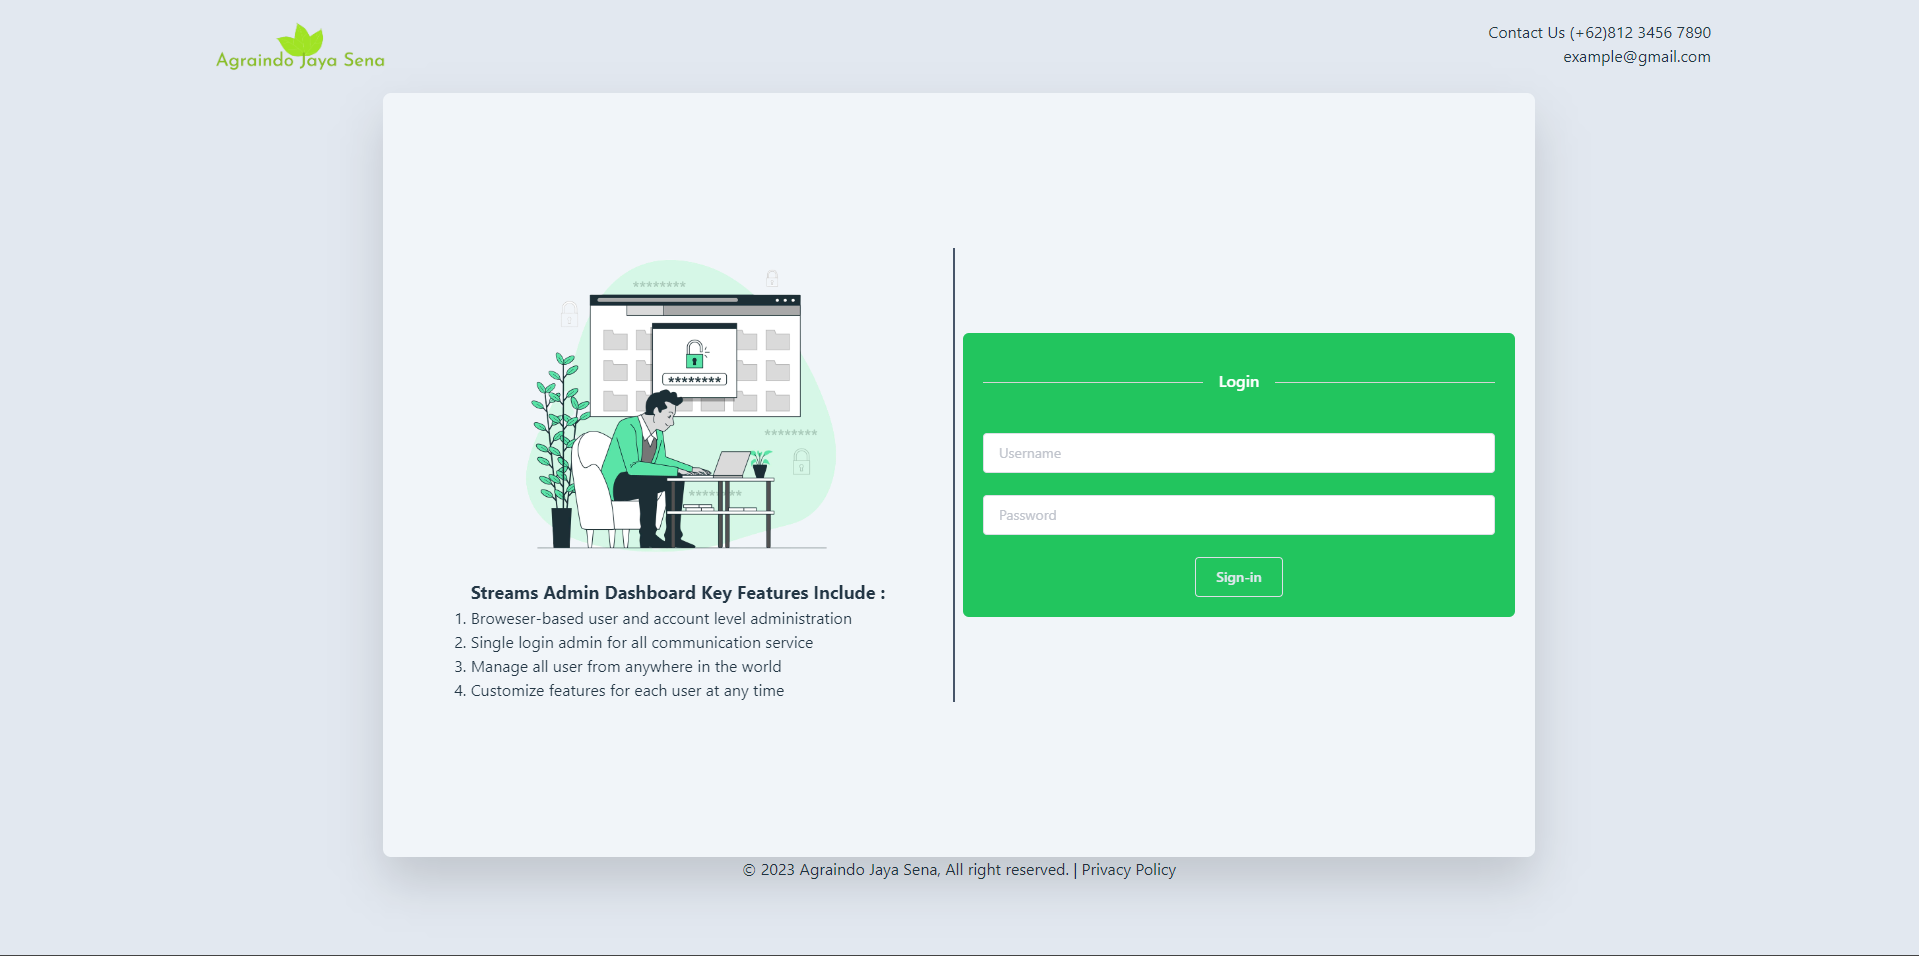 Agraindo Jaya Sena
Contact Us (+62)812 3456 7890
example@gmail.com
********
********
********
********
Streams Admin Dashboard Key Features Include :
1. Broweser-based user and account level administration
2. Single login admin for all communication service
3. Manage all user from anywhere in the world
4. Customize features for each user at any time
Login
Username
Password
Sign-in
© 2023 Agraindo Jaya Sena, All right reserved. | Privacy Policy